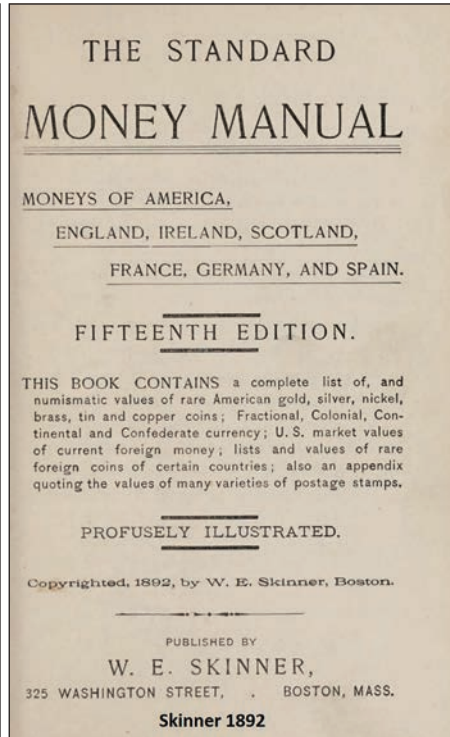 THE STANDARD
MONEY MANUAL
MONEYS OF AMERICA,
ENGLAND, IRELAND, SCOTLAND,
FRANCE, GERMANY, AND SPAIN.
FIFTEENTH EDITION.
THIS BOOK CONTAINS a complete list of, and
numismatic values of rare American gold, silver, nickel,
brass, tin and copper coins; Fractional, Colonial, Con-
tinental and Confederate currency; U. S. market values
of current foreign money; lists and values of rare
foreign coins of certain countries; also an appendix
quoting the values of many varieties of postage stamps.
PROFUSELY ILLUSTRATED.
Copyrighted, 1892, by W. E. Skinner, Boston.
PUBLISHED BY
W. E. SKINNER,
325 WASHINGTON STREET, , BOSTON, MASS.
Skinner 1892